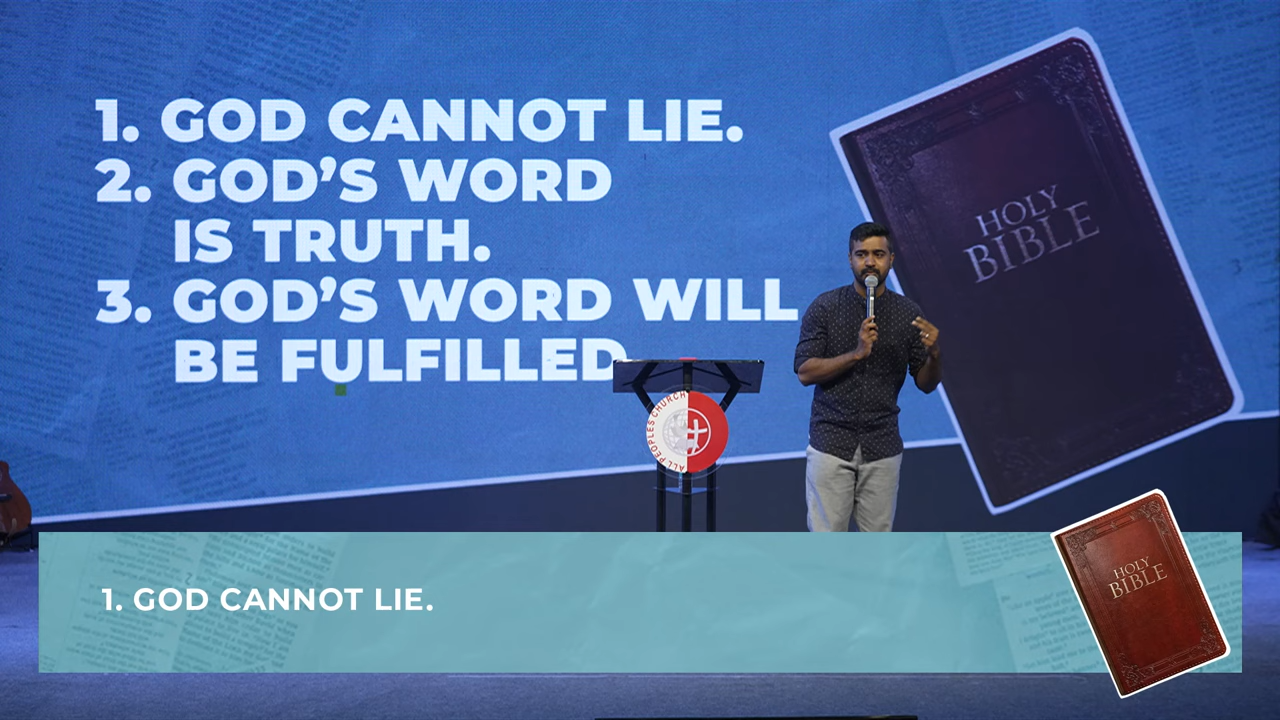 1. GOD CANNOT LIE.
2. GOD’S WORD
IS TRUTH.
3. GOD’S WORD WILL
BE FULFILLED
HOLY
BIBLE
ALL PEOPLES CHURCH
1. GOD CANNOT LIE.
HOLY
BIBLE